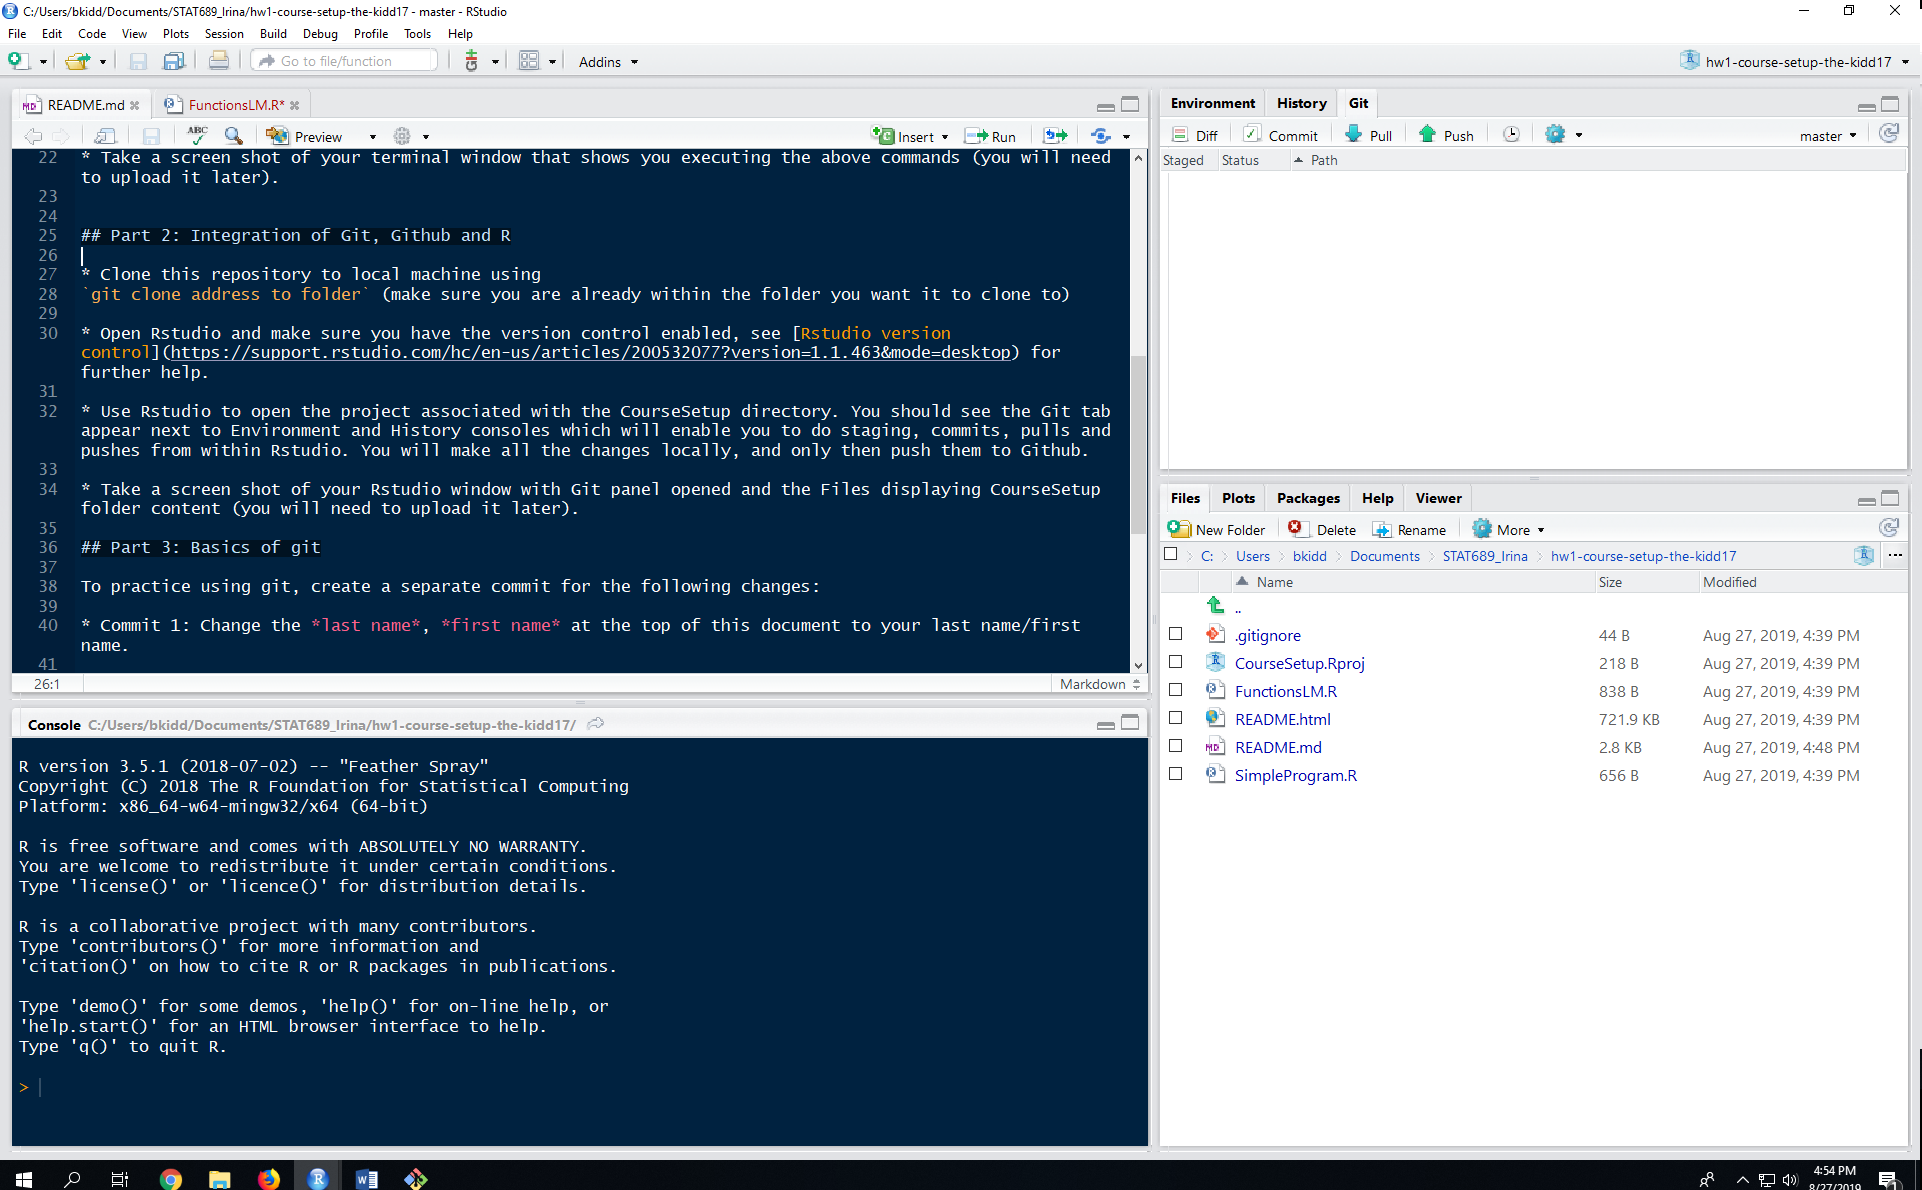 C:/Users/bkidd/Documents/STAT689_Irina/hw1-course-setup-the-kidd17 - master - RStudio
File Edit Code View Plots Session Build Debug Profile Tools Help
Go to file/function Addins hw1-course-setup-the-kidd17
README.md FunctionsLM.R*
ABC Preview Insert Run
22 * Take a screen shot of your terminal window that shows you executing the above commands (you will need
to upload it later).
23
24
25 ## Part 2: Integration of Git, Github and R
26
27 * Clone this repository to local machine using
28 `git clone address to folder` (make sure you are already within the folder you want it to clone to)
29
30 * Open Rstudio and make sure you have the version control enabled, see [Rstudio version
control](https://support.rstudio.com/hc/en-us/articles/200532077?version=1.1.463&mode=desktop) for
further help.
31
32 * Use Rstudio to open the project associated with the CourseSetup directory. You should see the Git tab
appear next to Environment and History consoles which will enable you to do staging, commits, pulls and
pushes from within Rstudio. You will make all the changes locally, and only then push them to Github.
33
34 * Take a screen shot of your Rstudio window with Git panel opened and the Files displaying CourseSetup
folder content (you will need to upload it later).
35
36 ## Part 3: Basics of git
37
38 To practice using git, create a separate commit for the following changes:
39
40 * Commit 1: Change the *last name*, *first name* at the top of this document to your last name/first
name.
41
26:1 Markdown
Console C:/Users/bkidd/Documents/STAT689_Irina/hw1-course-setup-the-kidd17/
R version 3.5.1 (2018-07-02) -- "Feather Spray"
Copyright (C) 2018 The R Foundation for Statistical Computing
Platform: x86_64-w64-mingw32/x64 (64-bit)
R is free software and comes with ABSOLUTELY NO WARRANTY.
You are welcome to redistribute it under certain conditions.
Type 'license()' or 'licence()' for distribution details.
R is a collaborative project with many contributors.
Type 'contributors()' for more information and
'citation()' on how to cite R or R packages in publications.
Type 'demo()' for some demos, 'help()' for on-line help, or
'help.start()' for an HTML browser interface to help.
Type 'q()' to quit R.
>
Environment History Git
Diff Commit Pull Push master
Staged Status Path
Files Plots Packages Help Viewer
New Folder Delete Rename More
C: Users bkidd Documents STAT689_Irina hw1-course-setup-the-kidd17 ...
Name Size Modified
..
.gitignore 44 B Aug 27, 2019, 4:39 PM
CourseSetup.Rproj 218 B Aug 27, 2019, 4:39 PM
FunctionsLM.R 838 B Aug 27, 2019, 4:39 PM
README.html 721.9 KB Aug 27, 2019, 4:39 PM
README.md 2.8 KB Aug 27, 2019, 4:48 PM
SimpleProgram.R 656 B Aug 27, 2019, 4:39 PM
4:54 PM
8/27/2019